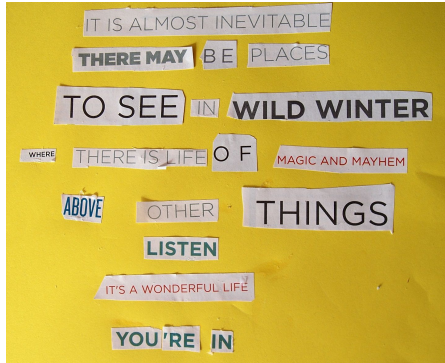 IT IS ALMOST INEVITABLE
THERE MAY BE PLACES
TO SEE IN WILD WINTER
WHERE THERE IS LIFE OF MAGIC AND MAYHEM
ABOVE OTHER THINGS
LISTEN
IT'S A WONDERFUL LIFE
YOU'RE IN